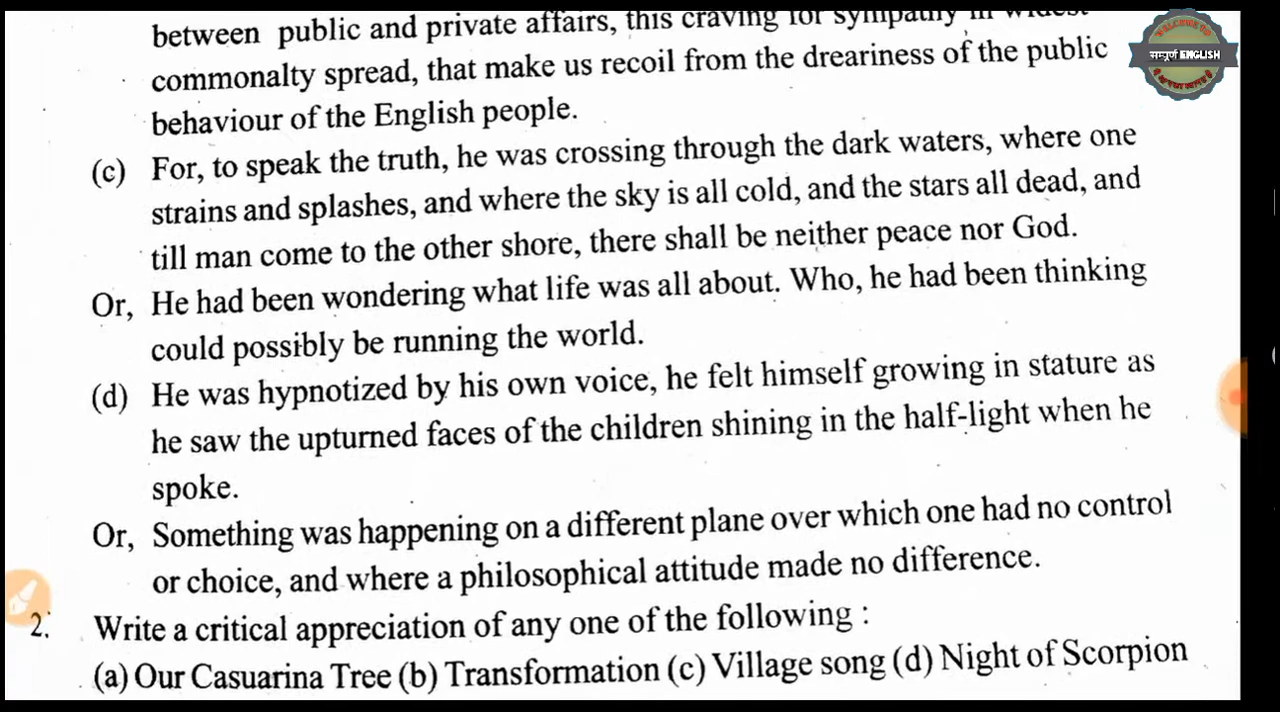 between public and private affairs, this craving for sympathy in widest
commonalty spread, that make us recoil from the dreariness of the public
behaviour of the English people.
(c) For, to speak the truth, he was crossing through the dark waters, where one
strains and splashes, and where the sky is all cold, and the stars all dead, and
till man come to the other shore, there shall be neither peace nor God.
Or, He had been wondering what life was all about. Who, he had been thinking
could possibly be running the world.
(d) He was hypnotized by his own voice, he felt himself growing in stature as
he saw the upturned faces of the children shining in the half-light when he
spoke.
Or, Something was happening on a different plane over which one had no control
or choice, and where a philosophical attitude made no difference.
2. Write a critical appreciation of any one of the following :
(a) Our Casuarina Tree (b) Transformation (c) Village song (d) Night of Scorpion
WELCOME TO
सम्पूर्ण ENGLISH